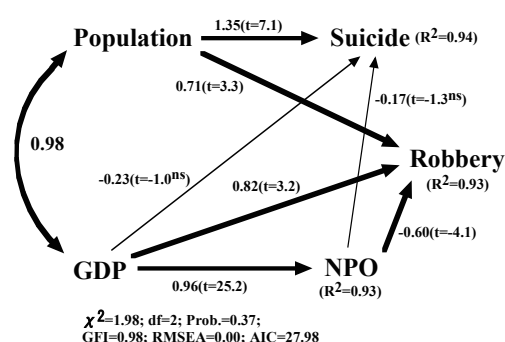 1.35(t=7.1)
Population Suicide (R²=0.94)
0.71(t=3.3)
-0.17(t=-1.3ns)
0.98
Robbery
-0.23(t=-1.0ns) 0.82(t=3.2)
(R²=0.93)
-0.60(t=-4.1)
GDP NPO
0.96(t=25.2) (R²=0.93)
χ²=1.98; df=2; Prob.=0.37;
GFI=0.98; RMSEA=0.00; AIC=27.98